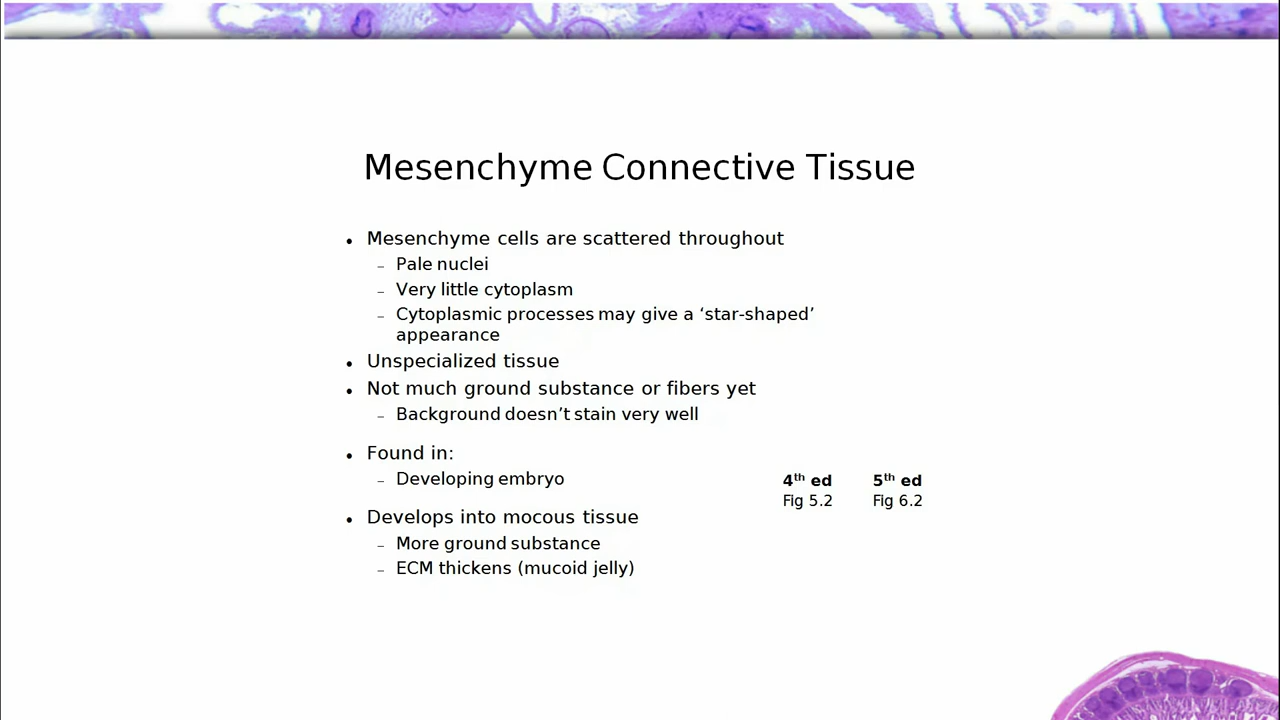 Mesenchyme Connective Tissue
• Mesenchyme cells are scattered throughout
– Pale nuclei
– Very little cytoplasm
– Cytoplasmic processes may give a ‘star-shaped’
appearance
• Unspecialized tissue
• Not much ground substance or fibers yet
– Background doesn’t stain very well
• Found in:
– Developing embryo
4th ed 5th ed
Fig 5.2 Fig 6.2
• Develops into mocous tissue
– More ground substance
– ECM thickens (mucoid jelly)